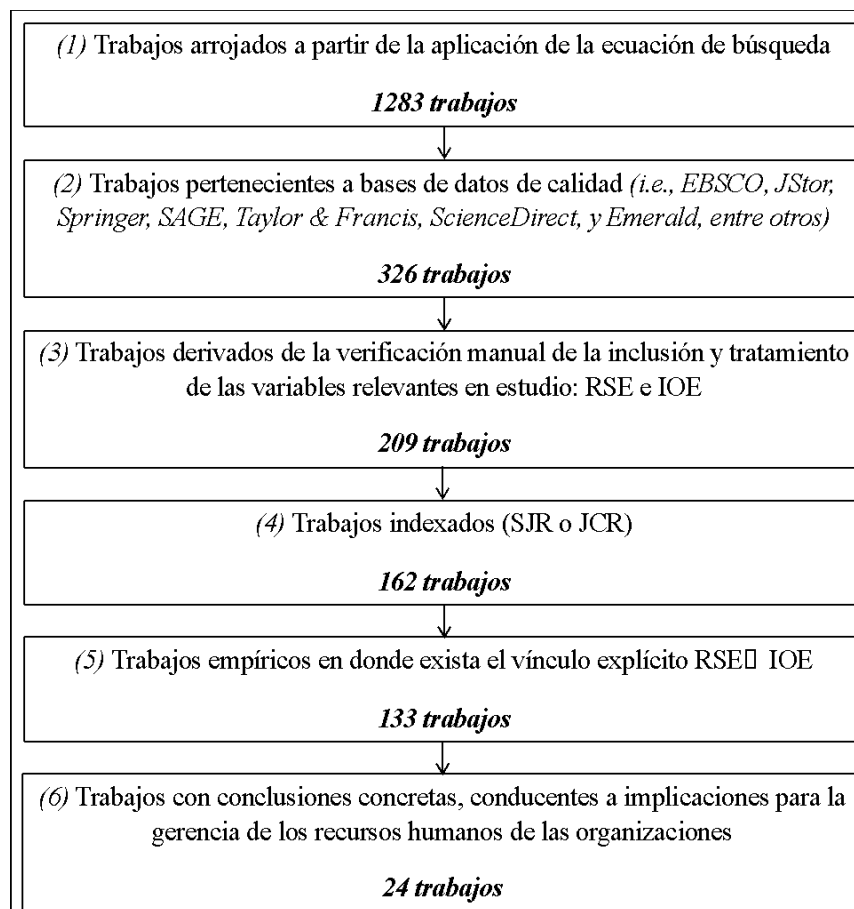 (1) Trabajos arrojados a partir de la aplicación de la ecuación de búsqueda
1283 trabajos
(2) Trabajos pertenecientes a bases de datos de calidad (i.e., EBSCO, JStor,
Springer, SAGE, Taylor & Francis, ScienceDirect, y Emerald, entre otros)
326 trabajos
(3) Trabajos derivados de la verificación manual de la inclusión y tratamiento
de las variables relevantes en estudio: RSE e IOE
209 trabajos
(4) Trabajos indexados (SJR o JCR)
162 trabajos
(5) Trabajos empíricos en donde exista el vínculo explícito RSE▯ IOE
133 trabajos
(6) Trabajos con conclusiones concretas, conducentes a implicaciones para la
gerencia de los recursos humanos de las organizaciones
24 trabajos